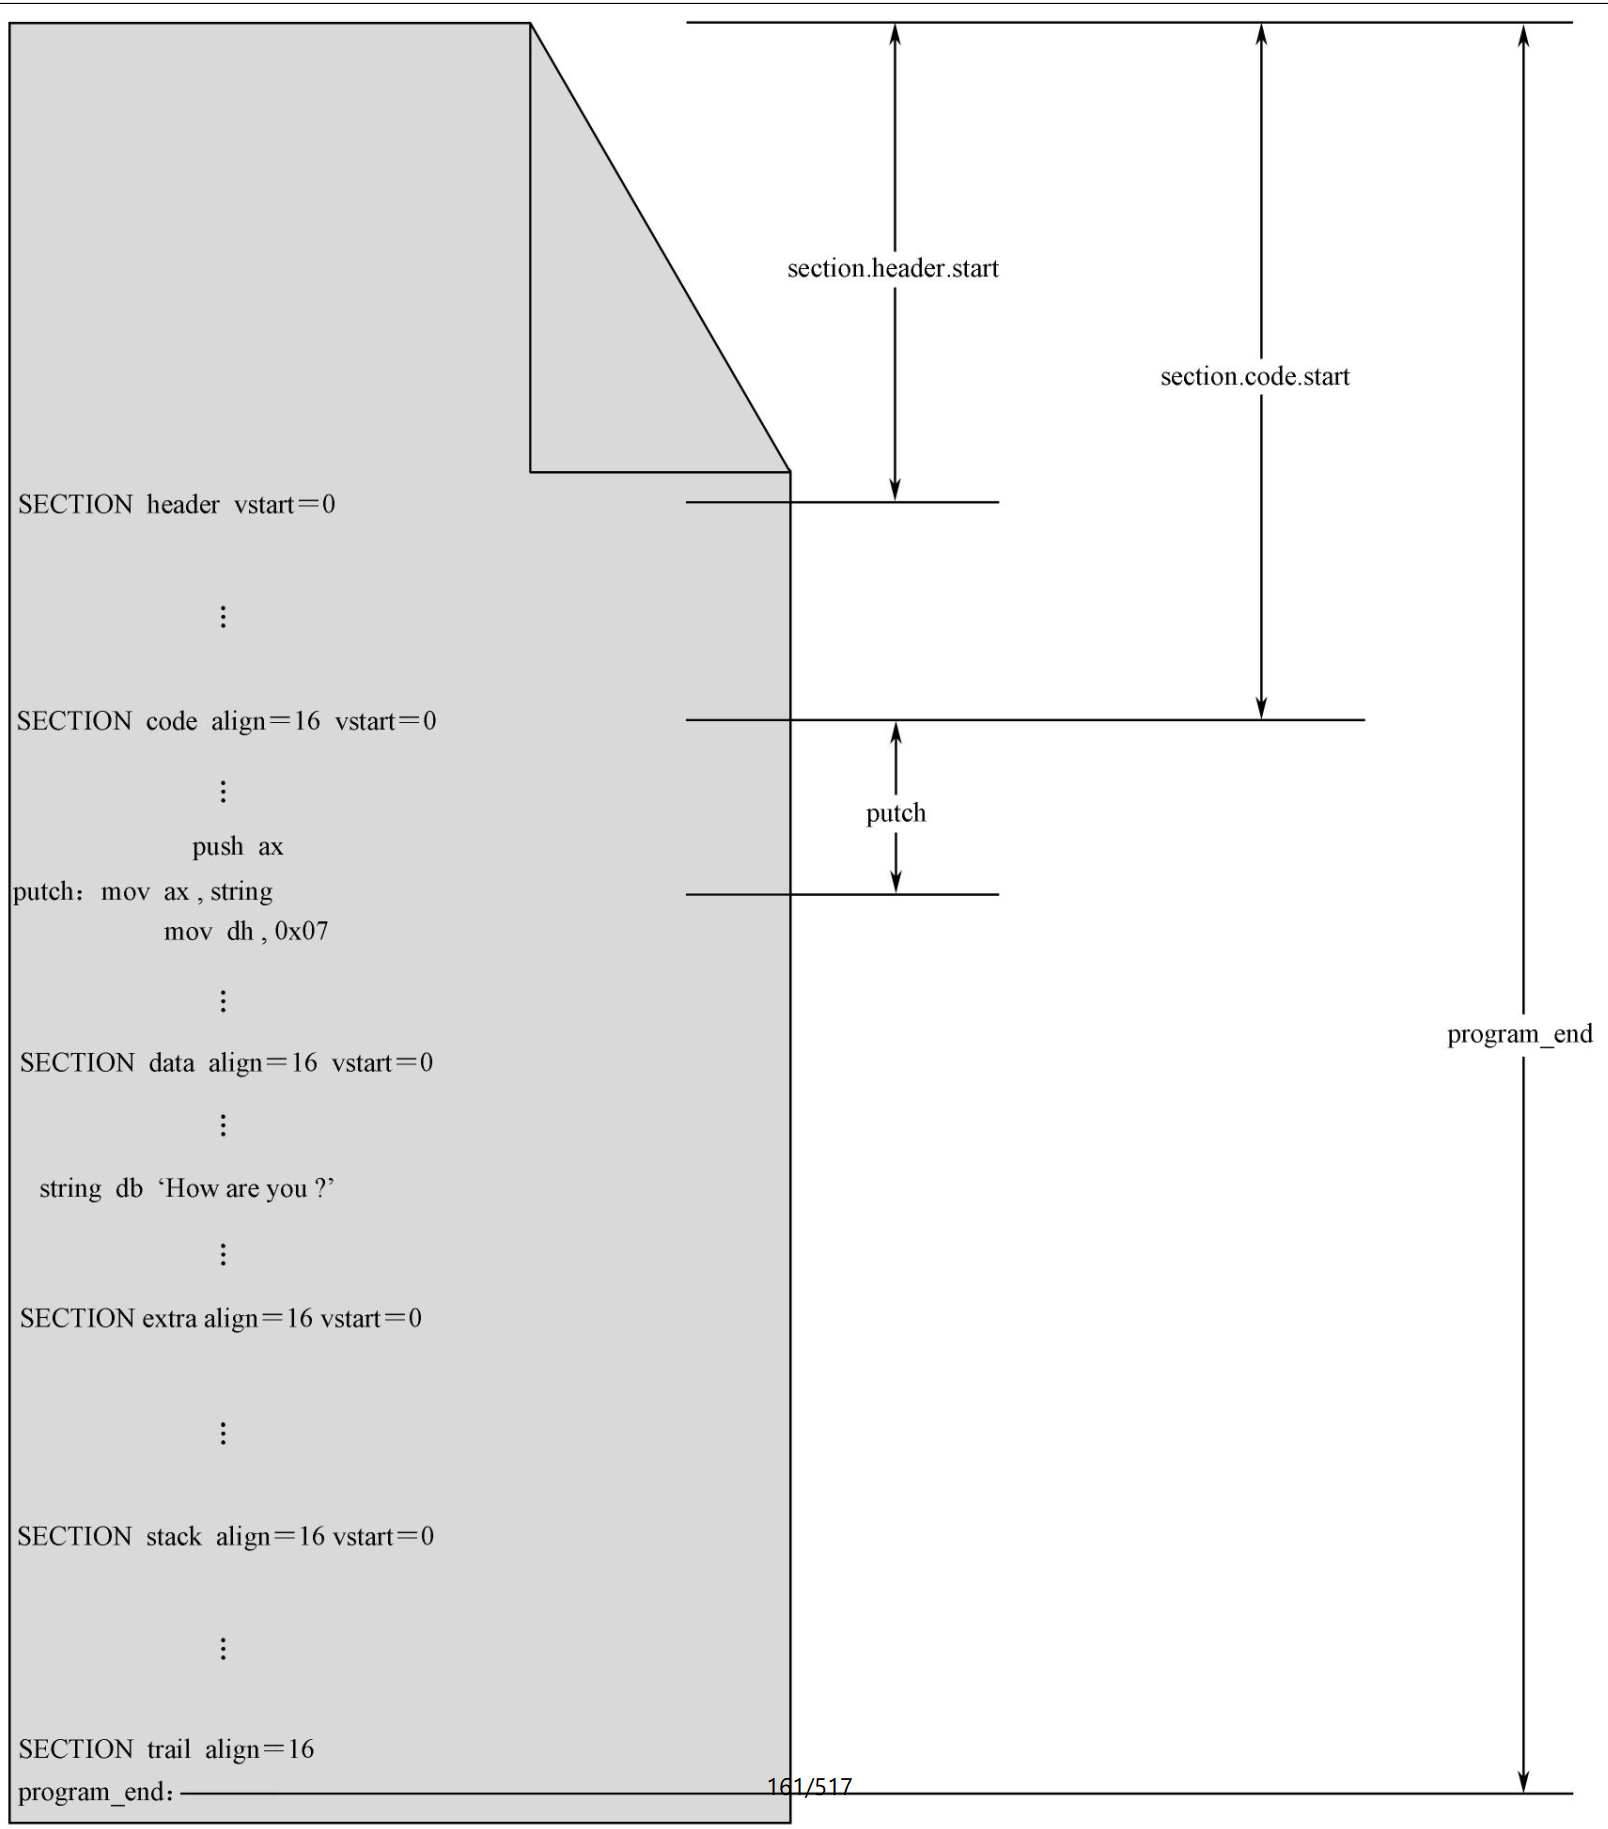 section.header.start
section.code.start
SECTION header vstart=0
⋮
SECTION code align=16 vstart=0
⋮
putch
push ax
putch: mov ax , string
mov dh , 0x07
⋮
program_end
SECTION data align=16 vstart=0
⋮
string db ‘How are you ?’
⋮
SECTION extra align=16 vstart=0
⋮
SECTION stack align=16 vstart=0
⋮
SECTION trail align=16
program_end:
161/517